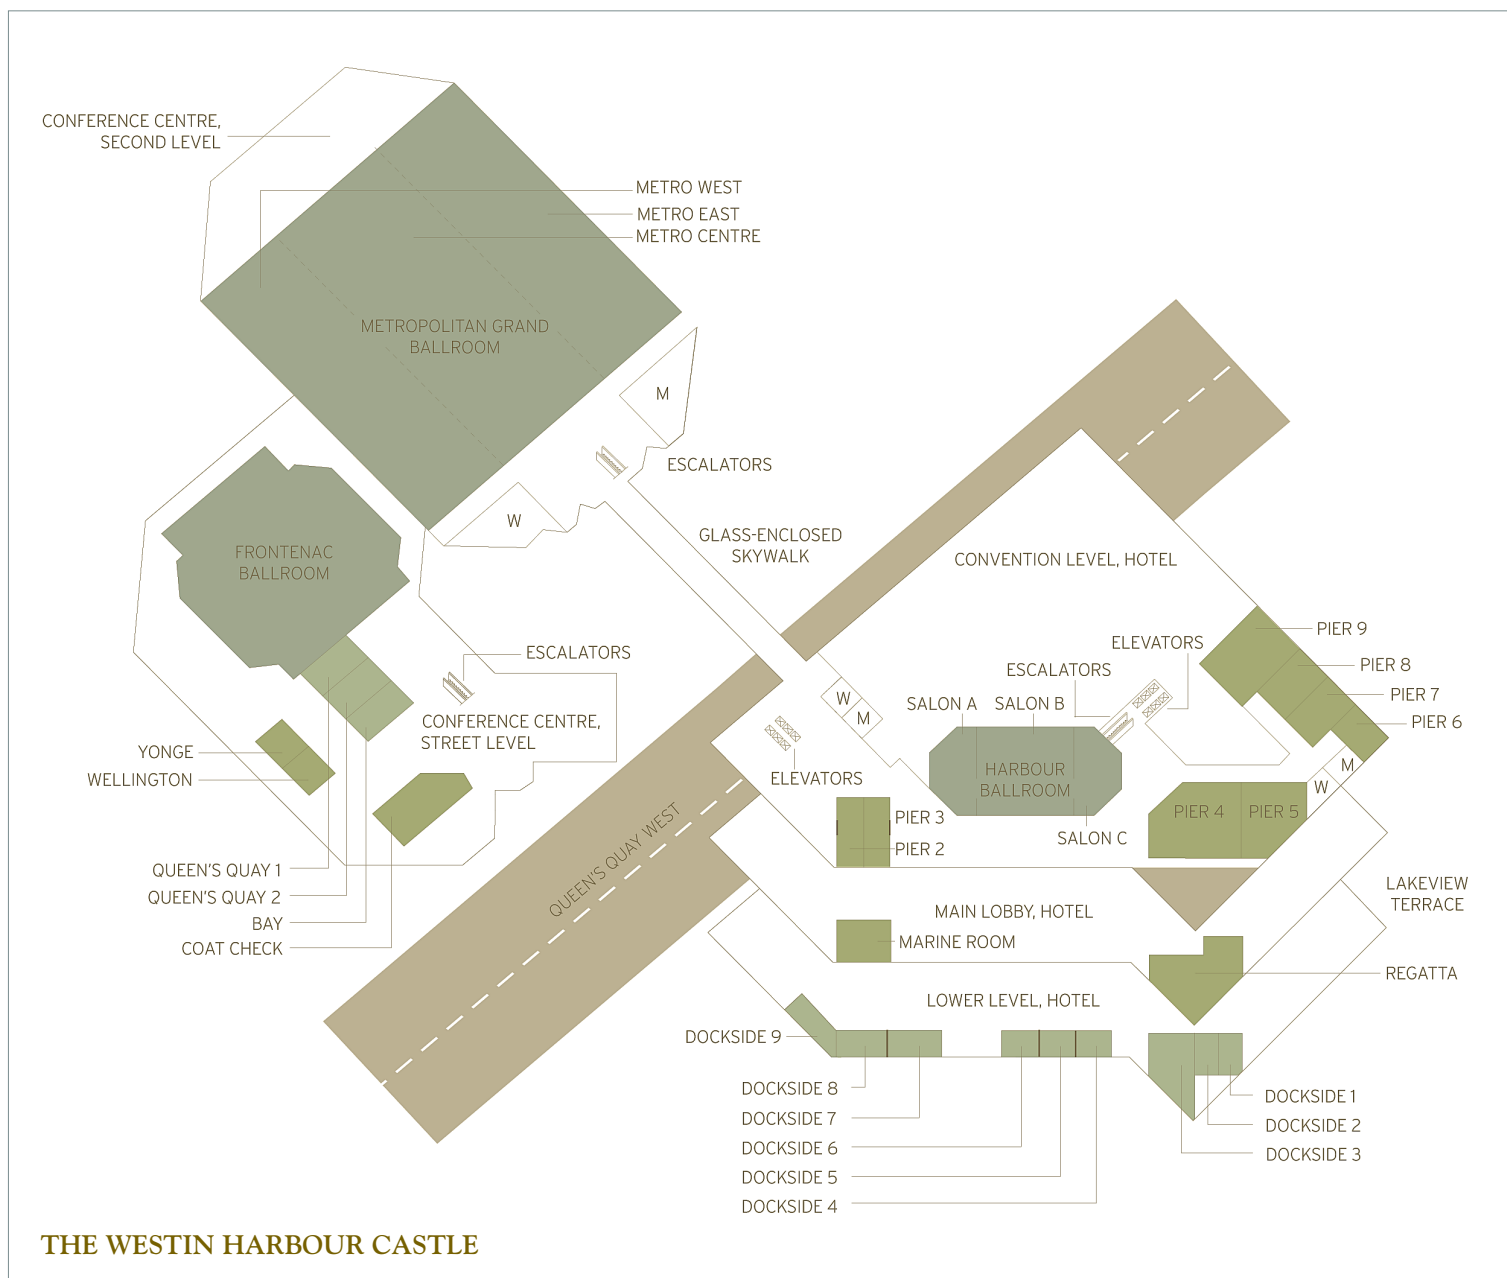 CONFERENCE CENTRE,
SECOND LEVEL
METRO WEST
METRO EAST
METRO CENTRE
METROPOLITAN GRAND
BALLROOM
M
W
ESCALATORS
GLASS-ENCLOSED
SKYWALK
FRONTENAC
BALLROOM
ESCALATORS
CONFERENCE CENTRE,
STREET LEVEL
YONGE
WELLINGTON
QUEEN'S QUAY 1
QUEEN'S QUAY 2
BAY
COAT CHECK
QUEEN'S QUAY WEST
CONVENTION LEVEL, HOTEL
ELEVATORS
ESCALATORS
SALON A
SALON B
W
M
ELEVATORS
HARBOUR
BALLROOM
SALON C
PIER 9
PIER 8
PIER 7
PIER 6
M
W
PIER 3
PIER 2
PIER 4
PIER 5
LAKEVIEW
TERRACE
MAIN LOBBY, HOTEL
MARINE ROOM
REGATTA
LOWER LEVEL, HOTEL
DOCKSIDE 9
DOCKSIDE 8
DOCKSIDE 7
DOCKSIDE 6
DOCKSIDE 5
DOCKSIDE 4
DOCKSIDE 1
DOCKSIDE 2
DOCKSIDE 3
THE WESTIN HARBOUR CASTLE